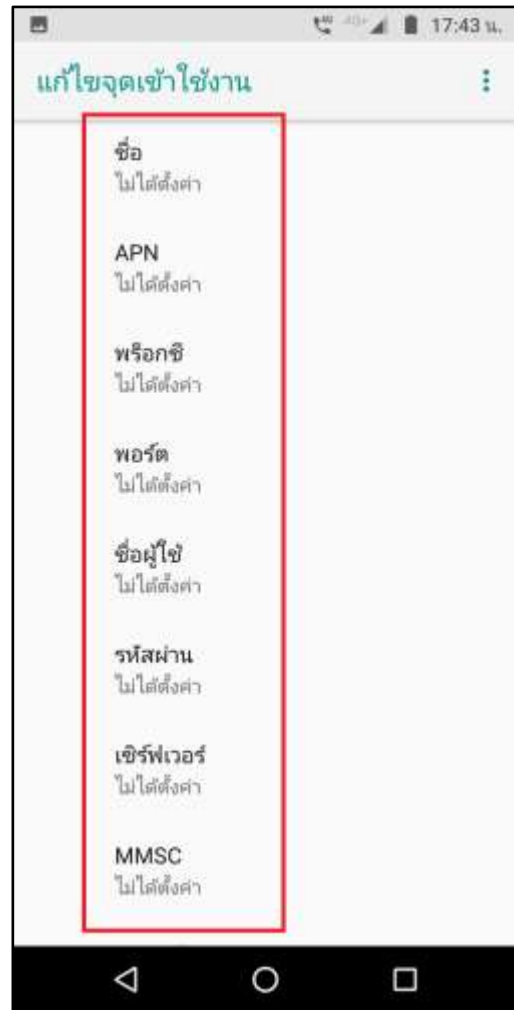 17:43 น.
แก้ไขจุดเข้าใช้งาน
ชื่อ
ไม่ได้ตั้งค่า
APN
ไม่ได้ตั้งค่า
พร็อกซี
ไม่ได้ตั้งค่า
พอร์ต
ไม่ได้ตั้งค่า
ชื่อผู้ใช้
ไม่ได้ตั้งค่า
รหัสผ่าน
ไม่ได้ตั้งค่า
เซิร์ฟเวอร์
ไม่ได้ตั้งค่า
MMSC
ไม่ได้ตั้งค่า